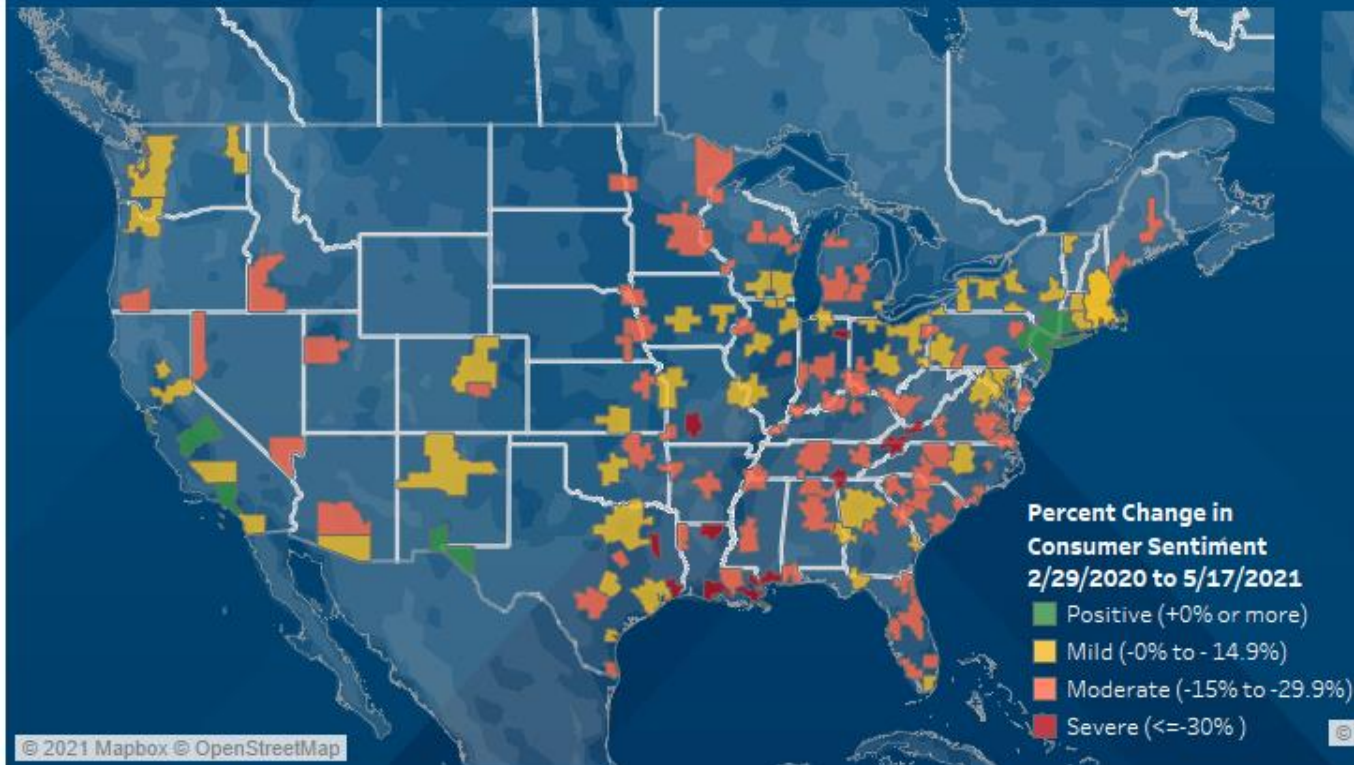 Percent Change in
Consumer Sentiment
2/29/2020 to 5/17/2021
Positive (+0% or more)
Mild (-0% to - 14.9%)
Moderate (-15% to -29.9%)
Severe (<=-30% )
© 2021 Mapbox © OpenStreetMap
©